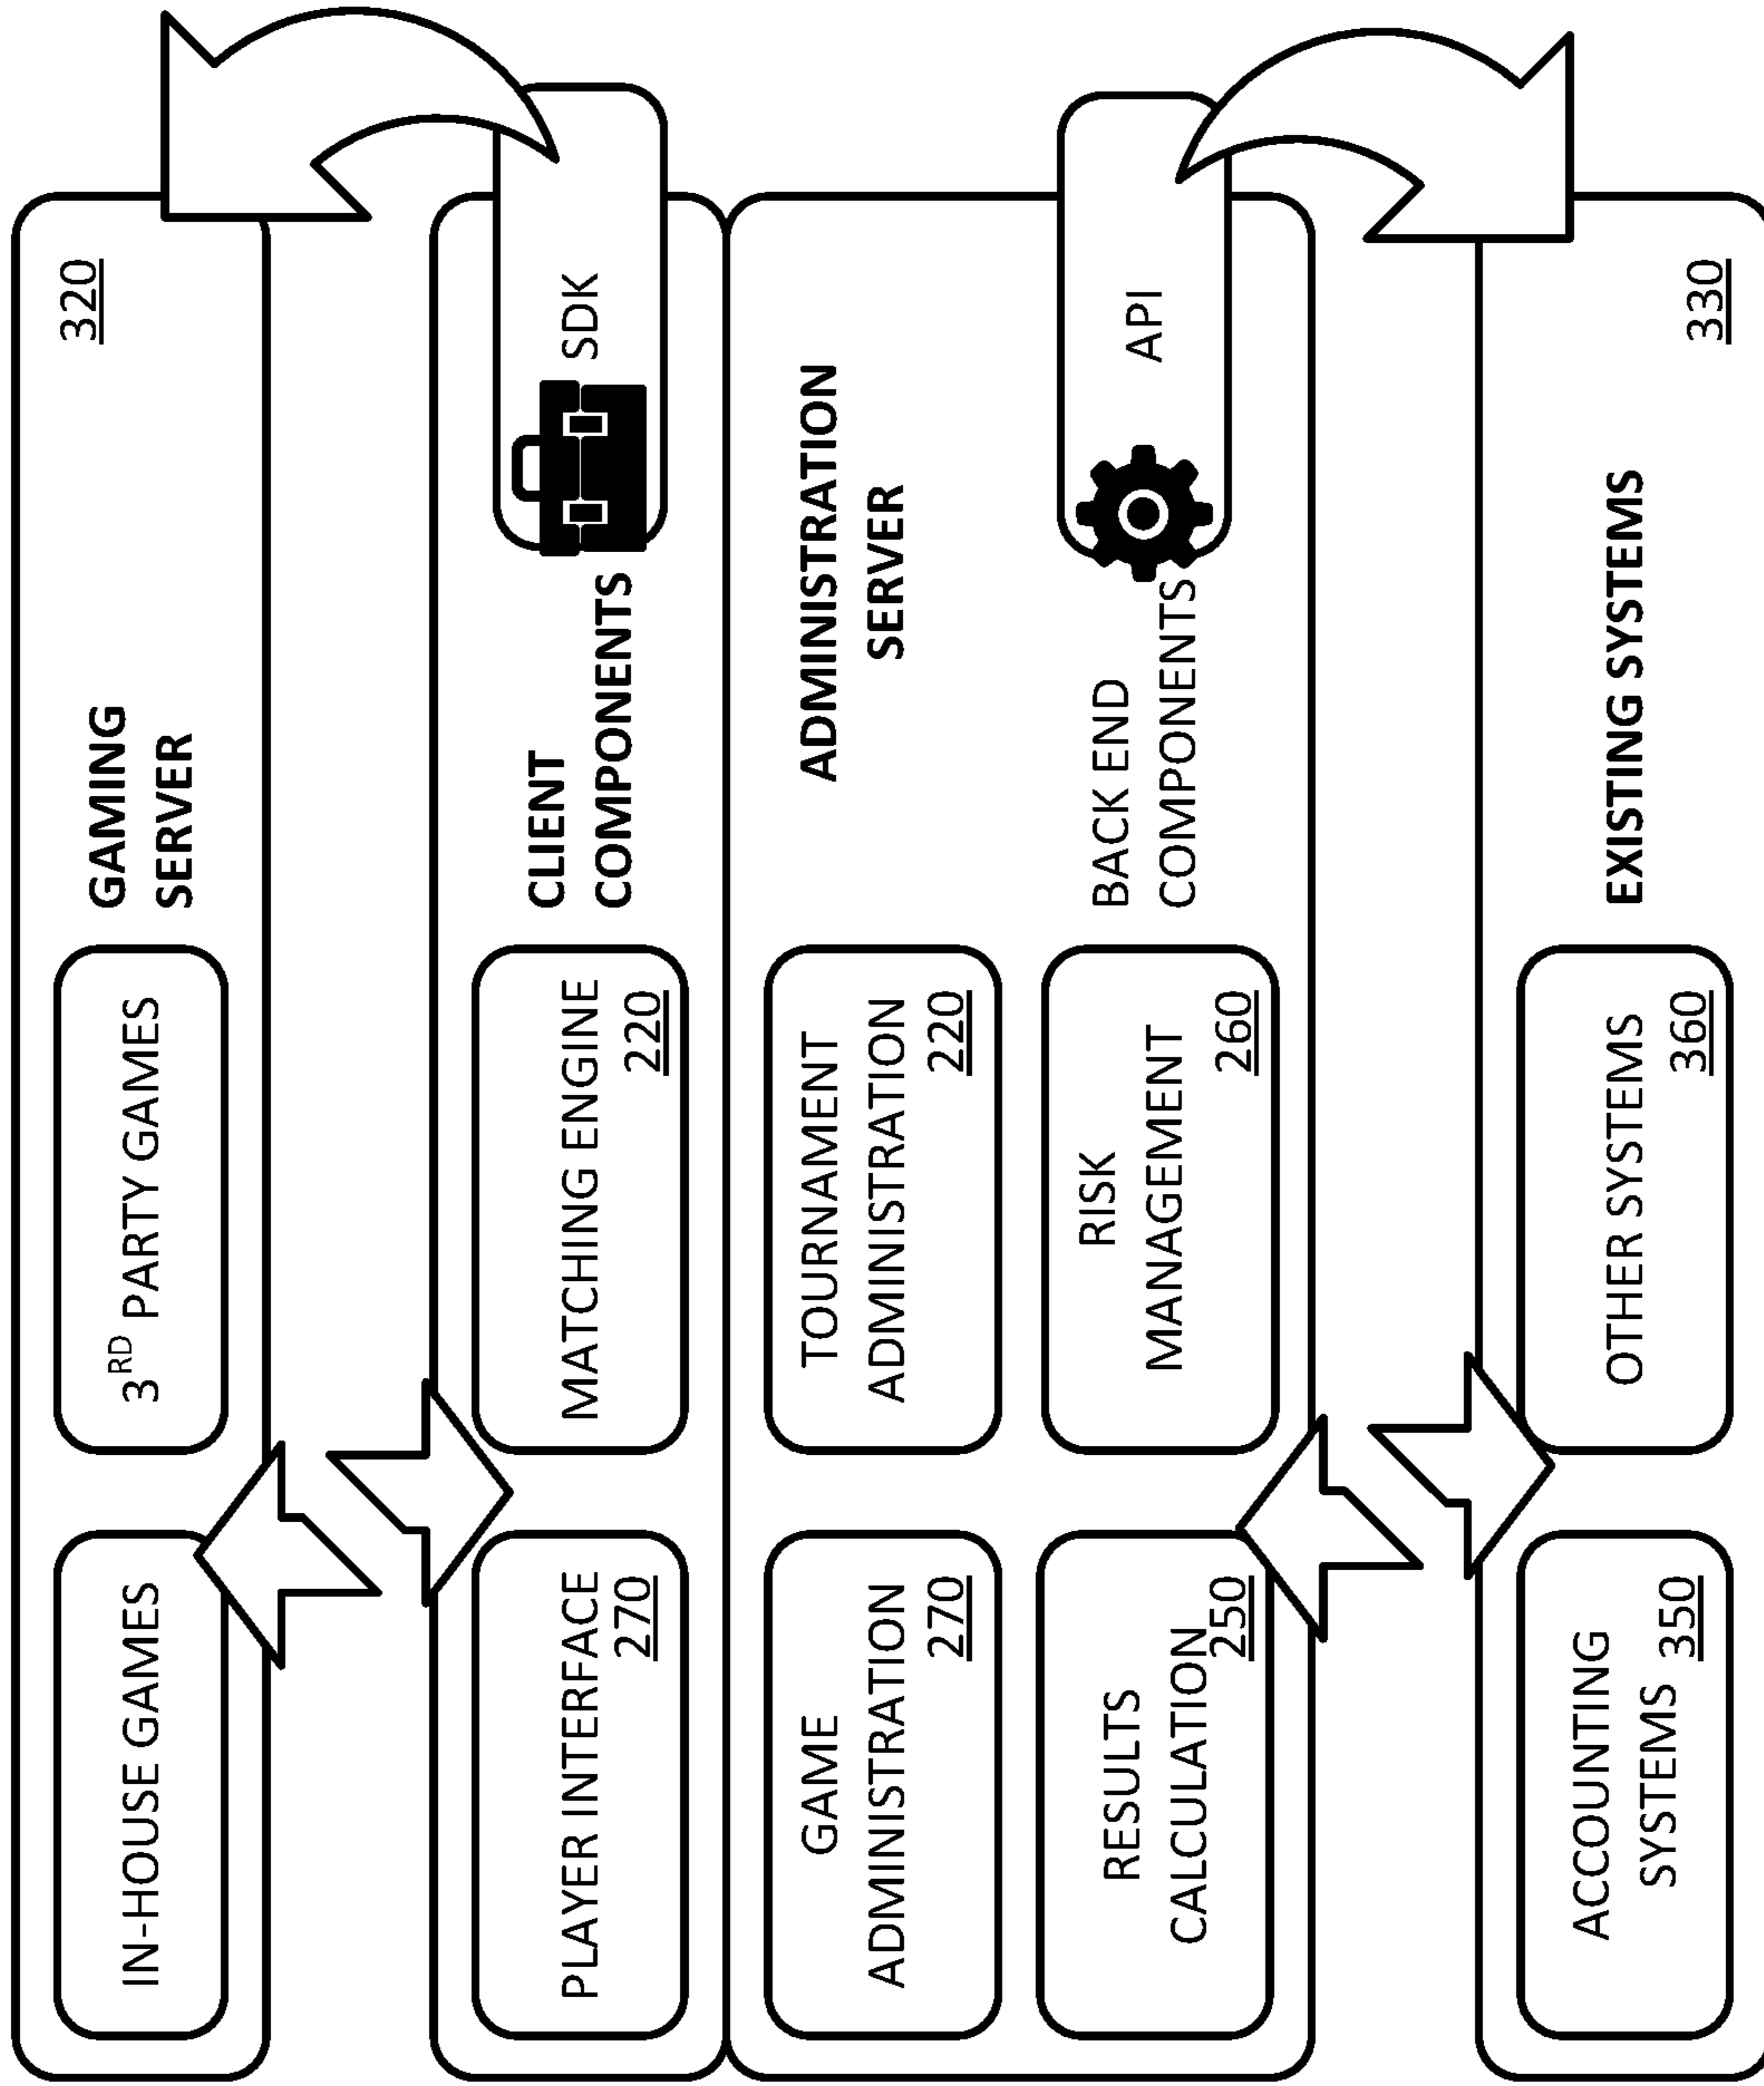 IN-HOUSE GAMES
3RD PARTY GAMES
GAMING
SERVER
320
PLAYER INTERFACE
270
MATCHING ENGINE
220
CLIENT
COMPONENTS
SDK
GAME
ADMINISTRATION
270
TOURNAMENT
ADMINISTRATION
220
ADMINISTRATION
SERVER
RESULTS
CALCULATION
250
RISK
MANAGEMENT
260
BACK END
COMPONENTS
API
ACCOUNTING
SYSTEMS 350
OTHER SYSTEMS
360
EXISTING SYSTEMS
330